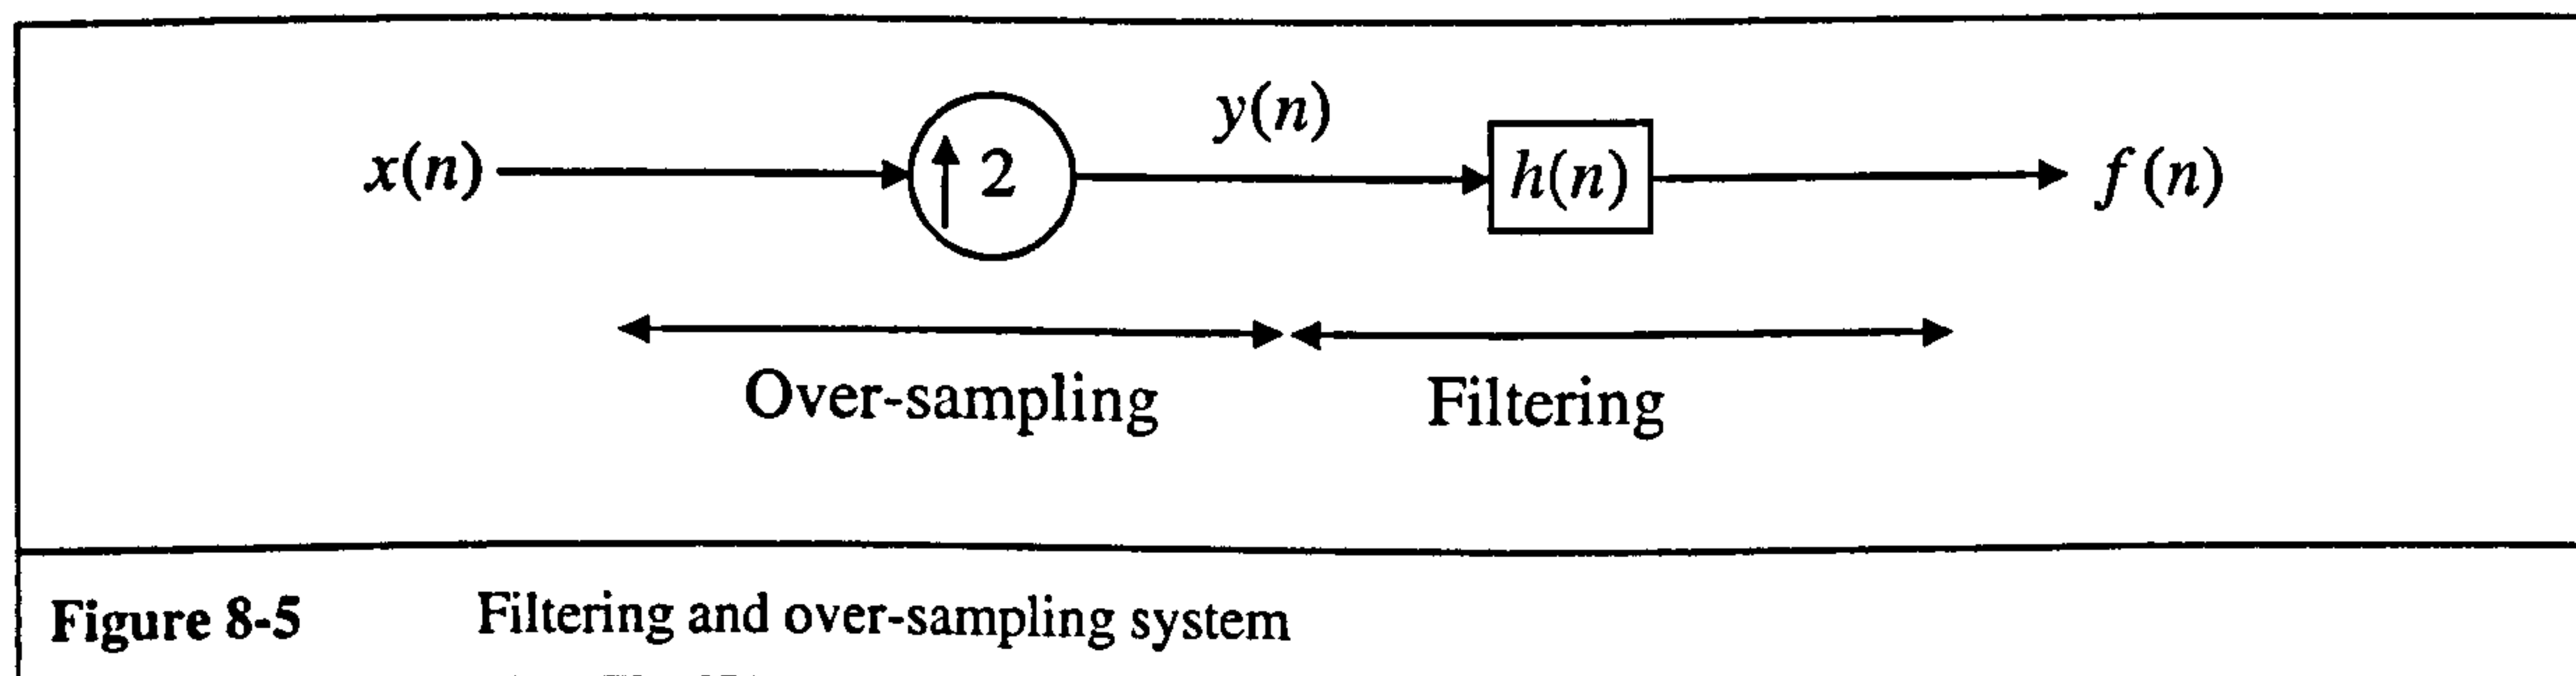 y(n)
x(n) ↑ 2 h(n) f(n)
Over-sampling Filtering
Figure 8-5 Filtering and over-sampling system